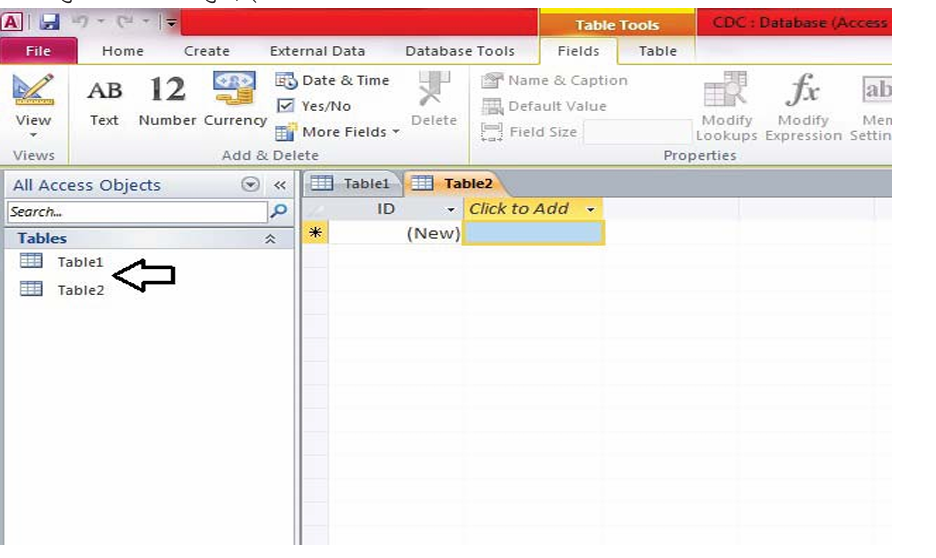 Table Tools CDC : Database (Access
File Home Create External Data Database Tools Fields Table
View
Views
AB Text
12 Number
Currency
Date & Time
Yes/No
More Fields
Delete
Add & Delete
Name & Caption
Default Value
Field Size
Modify Lookups
fx Modify Expression
ab
Properties
All Access Objects
Search...
Tables
Table1
Table2
Table1 Table2
ID Click to Add
* (New)